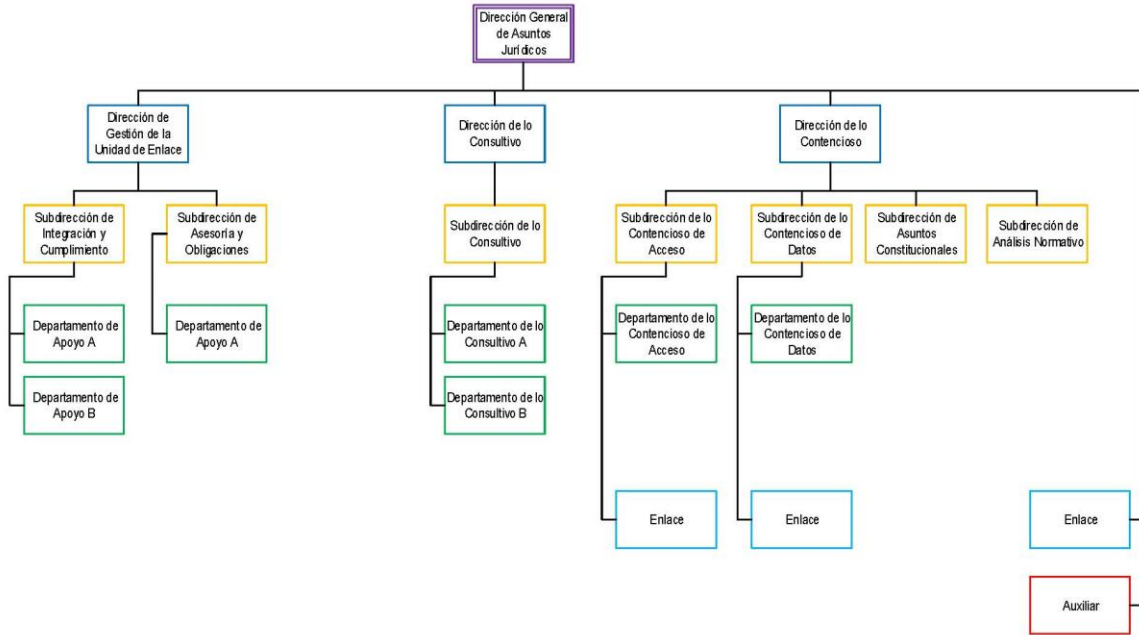 Dirección General
de Asuntos
Jurídicos
Dirección de
Gestión de la
Unidad de Enlace
Dirección de lo
Consultivo
Dirección de lo
Contencioso
Subdirección de
Integración y
Cumplimiento
Subdirección de
Asesoría y
Obligaciones
Subdirección de lo
Consultivo
Subdirección de lo
Contencioso de
Acceso
Subdirección de lo
Contencioso de
Datos
Subdirección de
Asuntos
Constitucionales
Subdirección de
Análisis Normativo
Departamento de
Apoyo A
Departamento de
Apoyo A
Departamento de lo
Consultivo A
Departamento de lo
Contencioso de
Acceso
Departamento de lo
Contencioso de
Datos
Departamento de
Apoyo B
Departamento de lo
Consultivo B
Enlace
Enlace
Enlace
Auxiliar